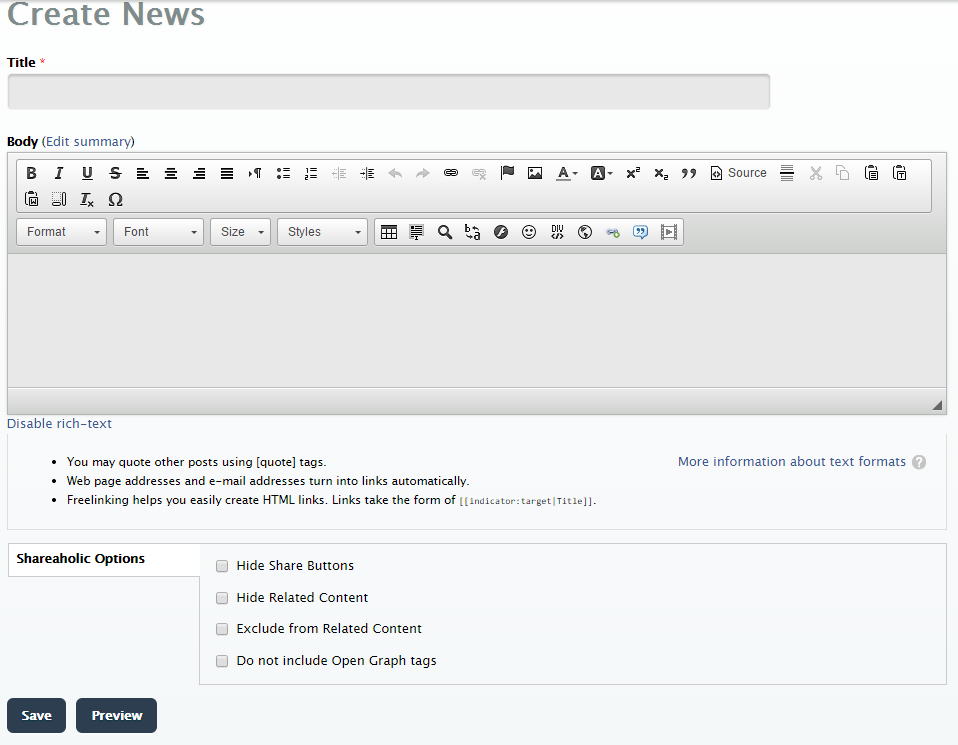 Create News
Title *
Body (Edit summary)
B I U S Source
Format Font Size Styles
Disable rich-text
You may quote other posts using [quote] tags.
More information about text formats ?
Web page addresses and e-mail addresses turn into links automatically.
Freelinking helps you easily create HTML links. Links take the form of [[indicator:target|Title]].
Shareaholic Options
Hide Share Buttons
Hide Related Content
Exclude from Related Content
Do not include Open Graph tags
Save Preview